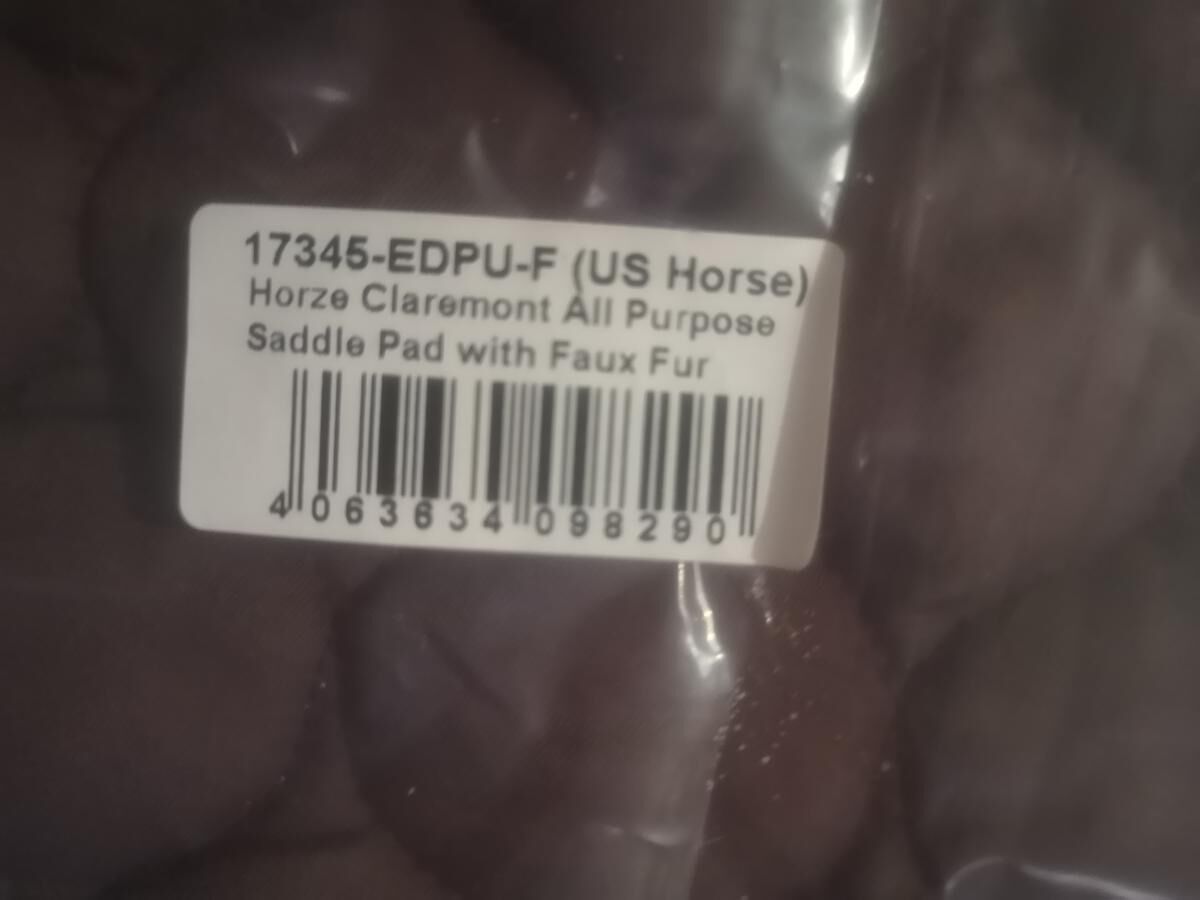 17345-EDPU-F (US Horse)
Horze Claremont All Purpose
Saddle Pad with Faux Fur
4 063634 098290